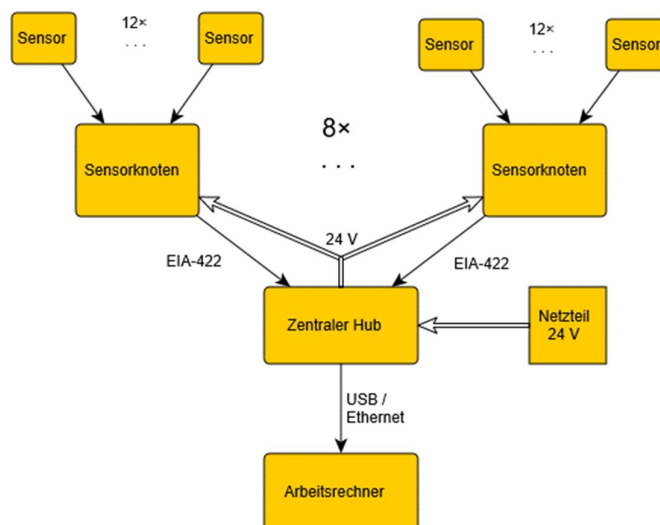 12×
12×
Sensor
. . .
Sensor
Sensor
. . .
Sensor
8×
. . .
Sensorknoten
Sensorknoten
24 V
EIA-422
EIA-422
Zentraler Hub
Netzteil
24 V
USB /
Ethernet
Arbeitsrechner